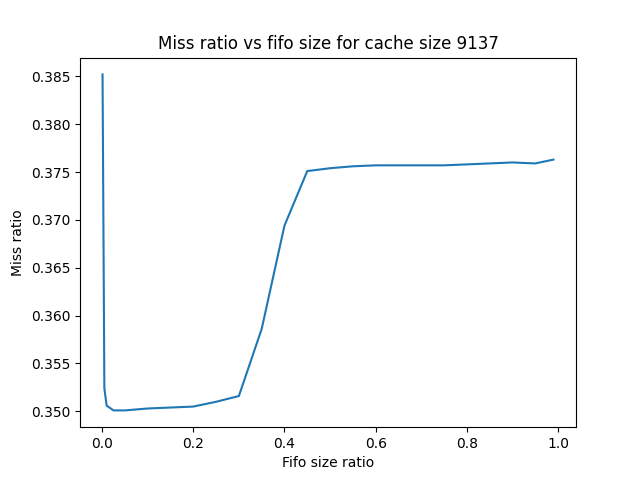 Miss ratio vs fifo size for cache size 9137
0.385
0.380
0.375
0.370
0.365
0.360
0.355
0.350
Miss ratio
0.0 0.2 0.4 0.6 0.8 1.0
Fifo size ratio